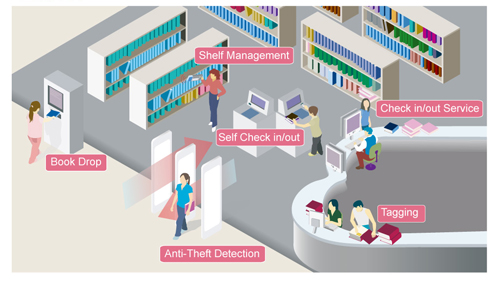 Shelf Management
Check in/out Service
Self Check in/out
Book Drop
Tagging
Anti-Theft Detection